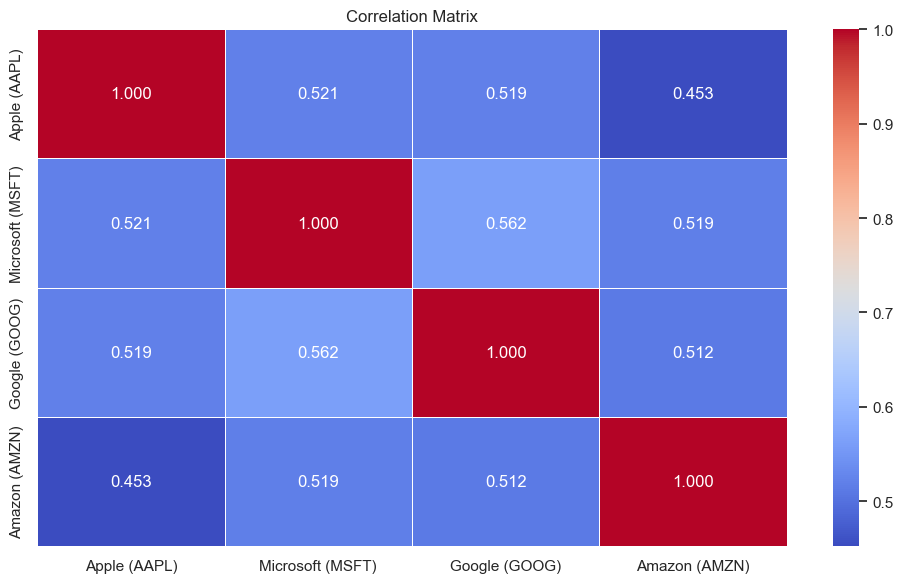 Correlation Matrix
Apple (AAPL) 1.000 0.521 0.519 0.453
Microsoft (MSFT) 0.521 1.000 0.562 0.519
Google (GOOG) 0.519 0.562 1.000 0.512
Amazon (AMZN) 0.453 0.519 0.512 1.000
Apple (AAPL) Microsoft (MSFT) Google (GOOG) Amazon (AMZN)
1.0
0.9
0.8
0.7
0.6
0.5